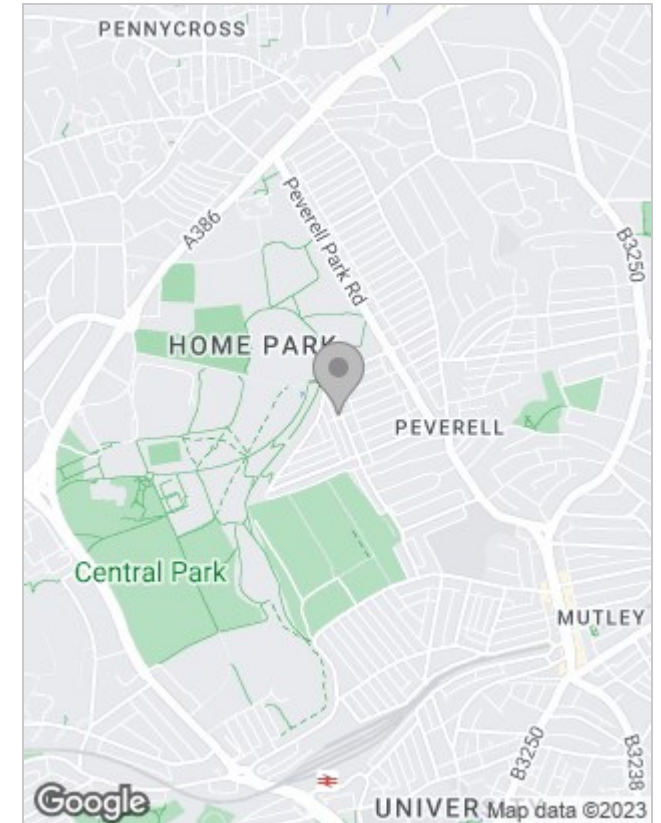 PENNYCROSS
A386
Peverell Park Rd
B3250
HOME PARK
PEVERELL
Central Park
MUTLEY
B3250
B3238
Google
UNIVER
Map data ©2023